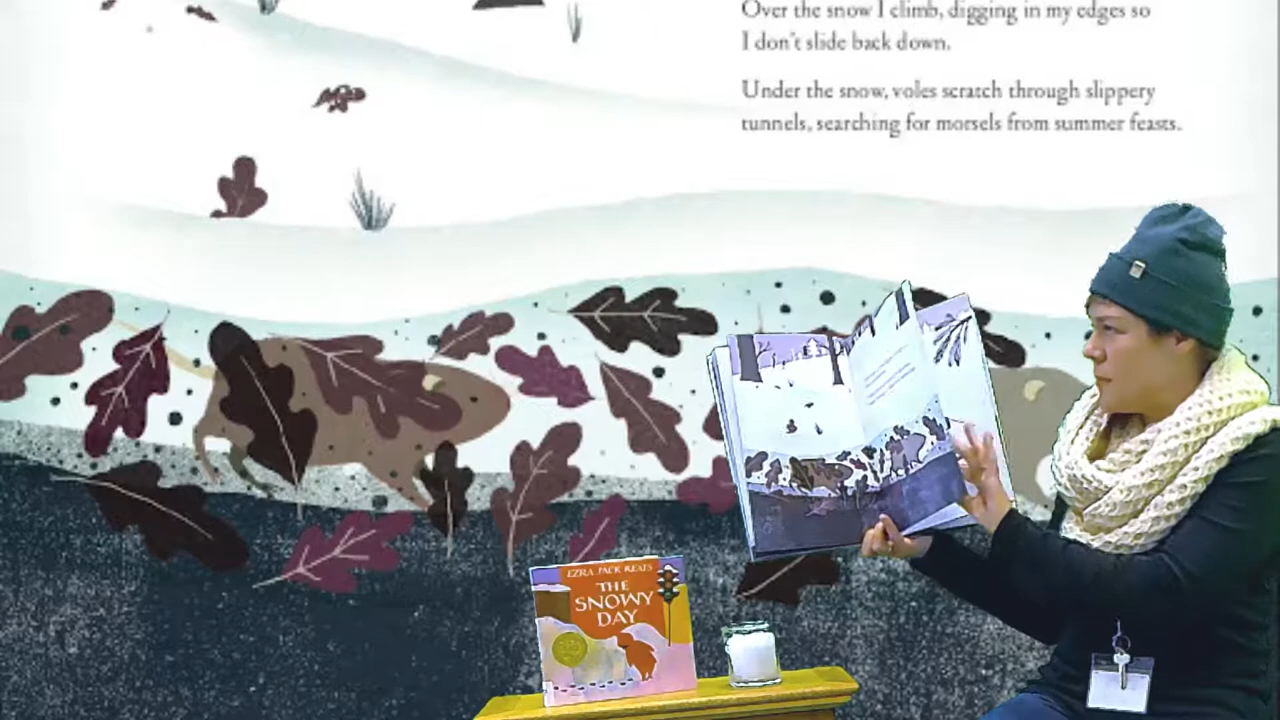 Over the snow I climb, digging in my edges so
I don't slide back down.
Under the snow, voles scratch through slippery
tunnels, searching for morsels from summer feasts.
EZRA JACK KEATS
THE
SNOWY
DAY